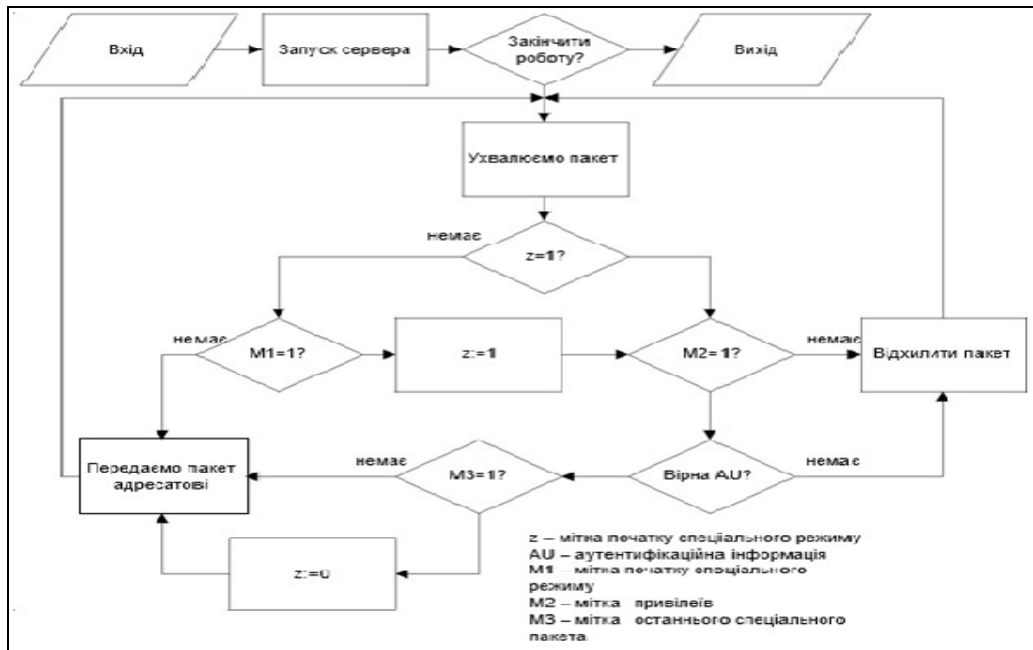 Вхід
Запуск сервера
Закінчити
роботу?
Вихід
Ухвалюємо пакет
немає
z=1?
немає
M1=1?
z:=1
M2=1?
немає
Відхилити пакет
Передаємо пакет
адресатові
немає
M3=1?
Вірна AU?
немає
z:=0
z – мітка початку спеціального режиму
AU – аутентифікаційна інформація
M1 – мітка початку спеціального
режиму
M2 – мітка привілеїв
M3 – мітка останнього спеціального
пакета.